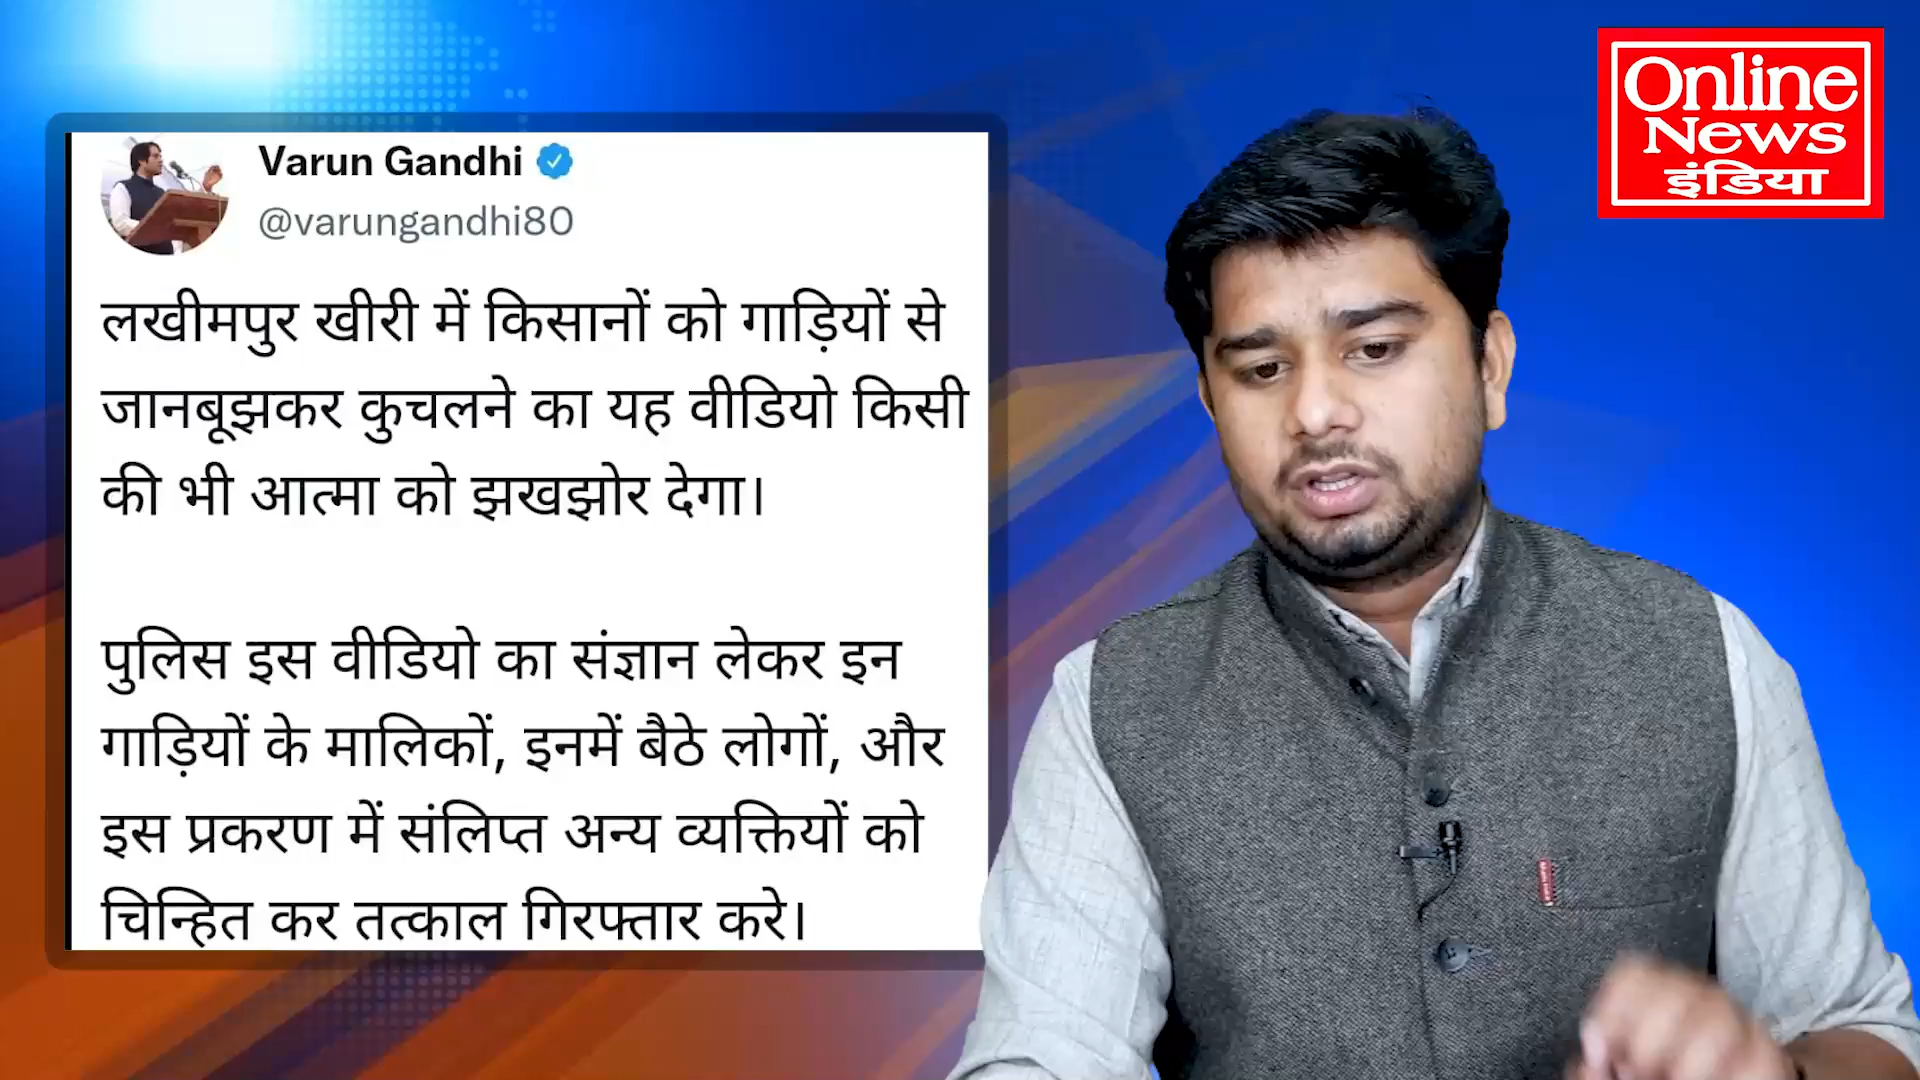 Varun Gandhi
@varungandhi80
लखीमपुर खीरी में किसानों को गाड़ियों से
जानबूझकर कुचलने का यह वीडियो किसी
की भी आत्मा को झखझोर देगा।
पुलिस इस वीडियो का संज्ञान लेकर इन
गाड़ियों के मालिकों, इनमें बैठे लोगों, और
इस प्रकरण में संलिप्त अन्य व्यक्तियों को
चिन्हित कर तत्काल गिरफ्तार करे।
Online
News
इंडिया